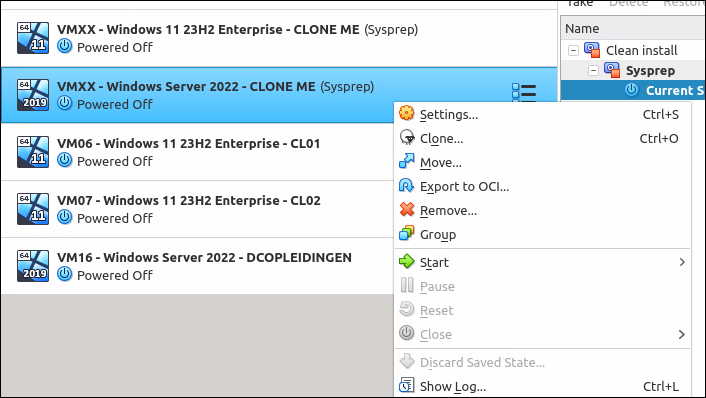 Take Delete Restore
64
11
VMXX - Windows 11 23H2 Enterprise - CLONE ME (Sysprep)
Powered Off
Name
Clean install
Sysprep
Current S
64
2019
VMXX - Windows Server 2022 - CLONE ME (Sysprep)
Powered Off
64
11
VM06 - Windows 11 23H2 Enterprise - CL01
Powered Off
64
11
VM07 - Windows 11 23H2 Enterprise - CL02
Powered Off
64
2019
VM16 - Windows Server 2022 - DCOPLEIDINGEN
Powered Off
Settings... Ctrl+S
Clone... Ctrl+O
Move...
Export to OCI...
Remove...
Group
Start
Pause
Reset
Close
Discard Saved State...
Show Log... Ctrl+L